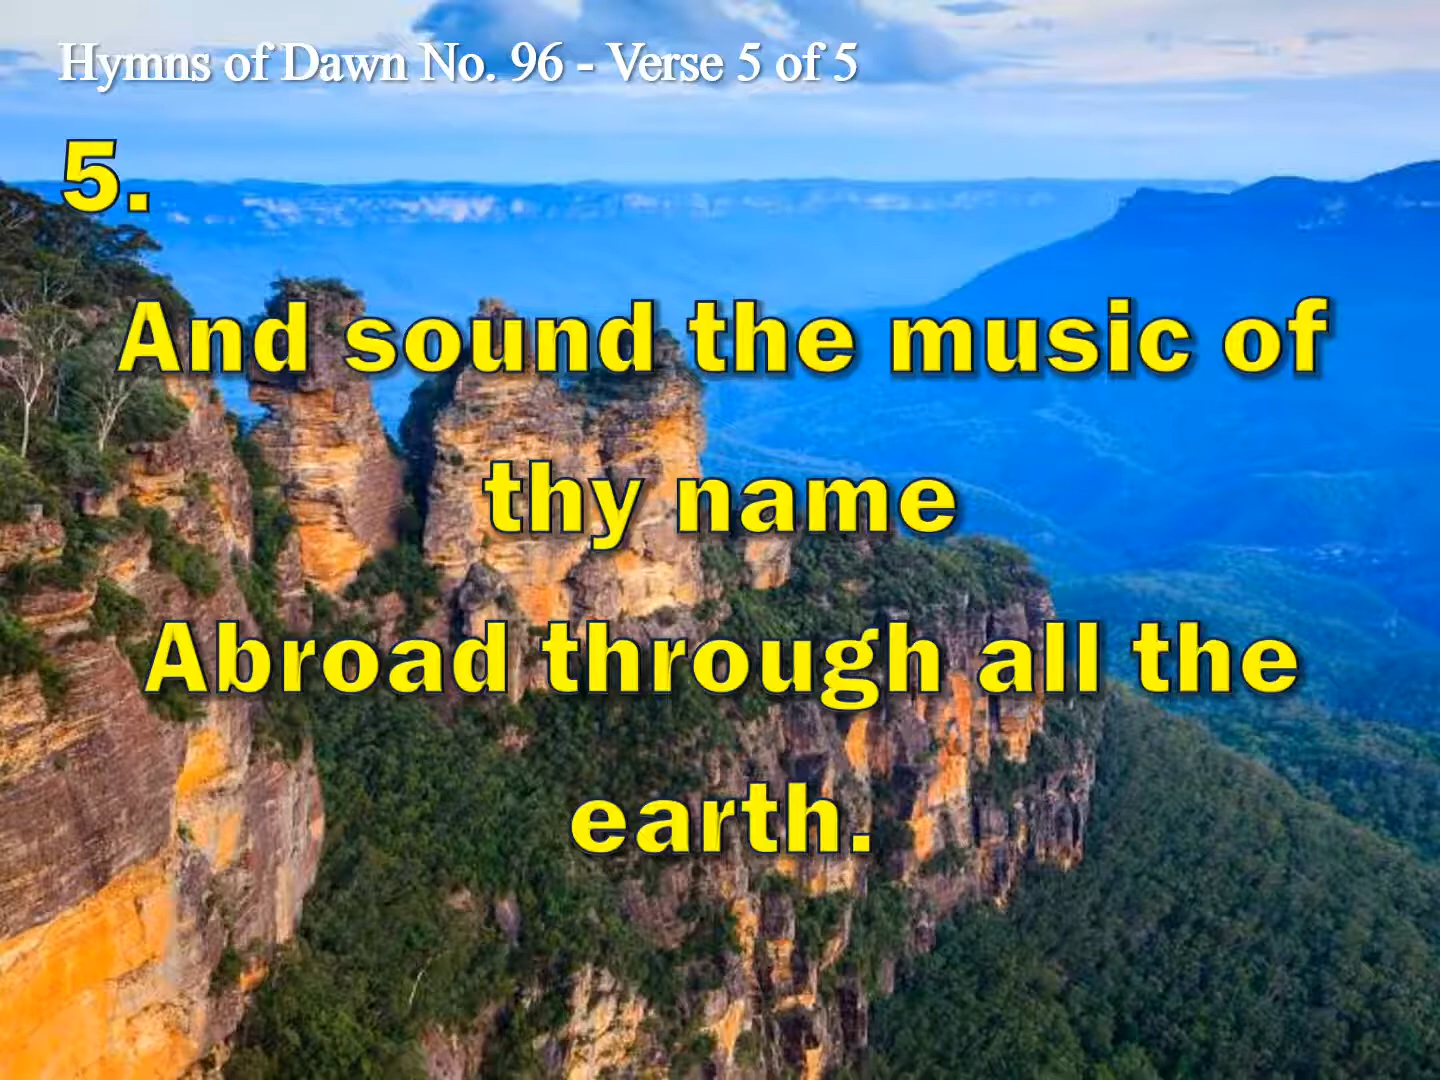 Hymns of Dawn No. 96 - Verse 5 of 5
5.
And sound the music of
thy name
Abroad through all the
earth.